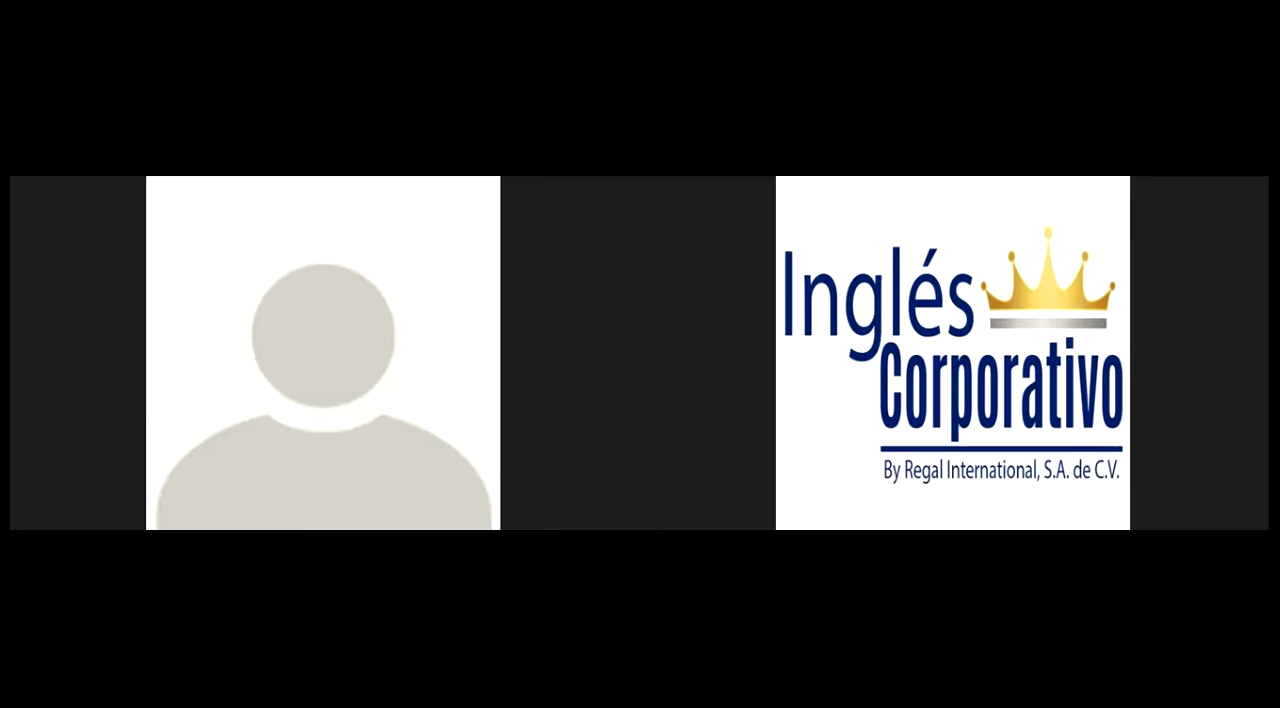 Inglés
Corporativo
By Regal International, S.A. de C.V.